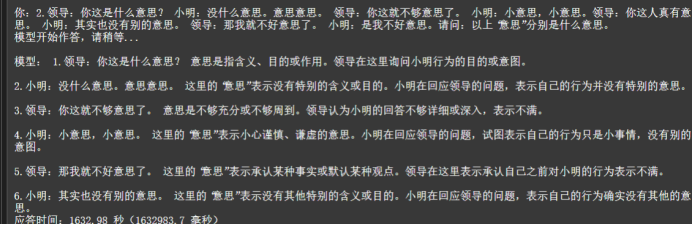 你: 2.领导: 你这是什么意思? 小明: 没什么意思。意思意思。 领导: 你这就不够意思了。 小明: 小意思,小意思。领导: 你这人真有意
思。 小明: 其实也没有别的意思。 领导: 那我就不好意思了。 小明: 是我不好意思。请问: 以上"意思"分别是什么意思。
模型开始作答, 请稍等...

模型: 1.领导: 你这是什么意思? 意思是指含义、目的或作用。领导在这里询问小明行为的目的或意图。

2.小明: 没什么意思。意思意思。 这里的"意思"表示没有特别的含义或目的。小明在回应领导的问题, 表示自己的行为并没有特别的意思。

3.领导: 你这就不够意思了。 意思是不够充分或不够周到。领导认为小明的回答不够详细或深入, 表示不满。

4.小明: 小意思, 小意思。 这里的"意思"表示小心谨慎、谦虚的意思。小明在回应领导的问题, 试图表示自己的行为只是小事情, 没有别的
意图。

5.领导: 那我就不好意思了。 这里的"意思"表示承认某种事实或默认某种观点。领导在这里表示承认自己之前对小明的行为表示不满。

6.小明: 其实也没有别的意思。 这里的"意思"表示没有其他特别的含义或目的。小明在回应领导的问题, 表示自己的行为确实没有其他的意
思。
应答时间: 1632.98 秒 (1632983.7 毫秒)